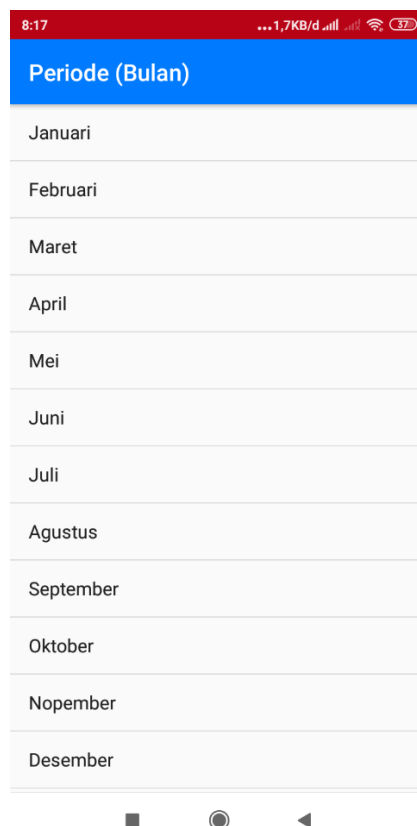 8:17 ...1,7KB/d 37
Periode (Bulan)
Januari
Februari
Maret
April
Mei
Juni
Juli
Agustus
September
Oktober
Nopember
Desember